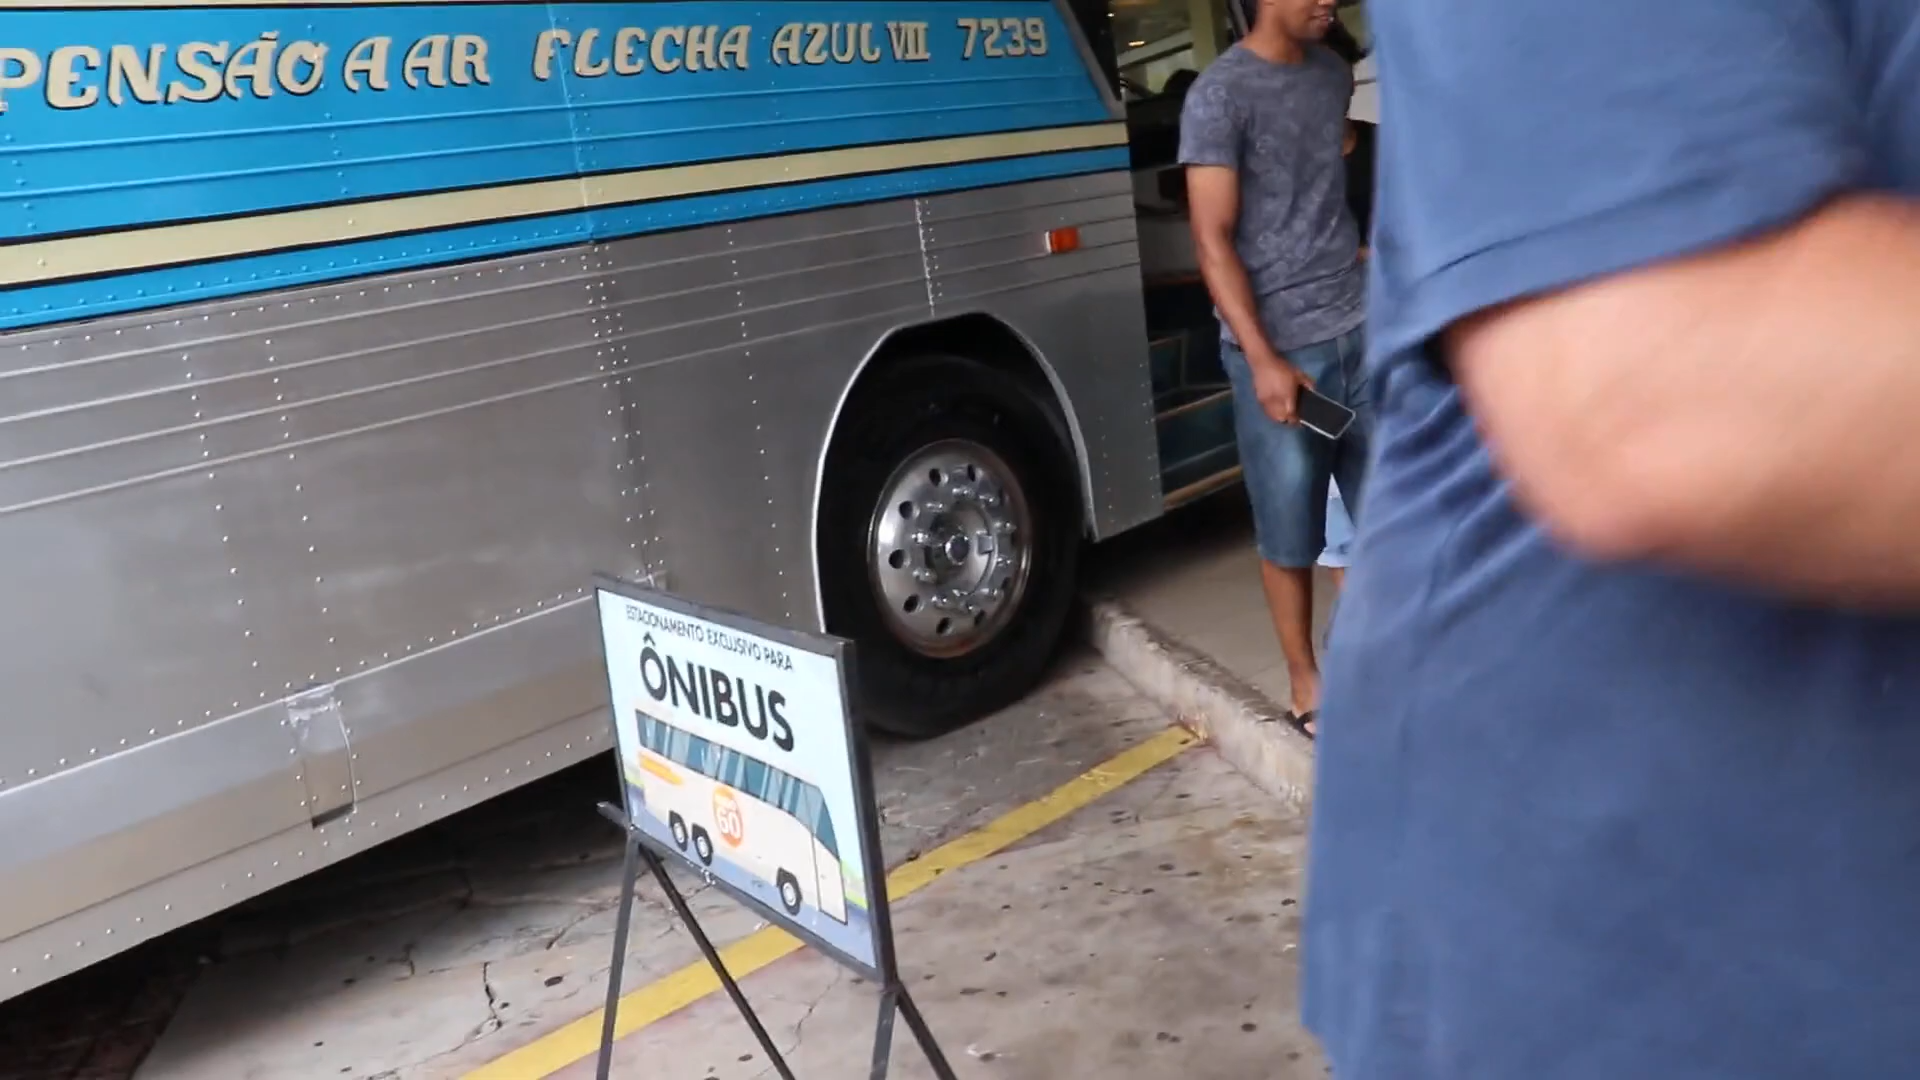 PENSÃO A AR FLECHA AZUL VII 7239
ESTACIONAMENTO EXCLUSIVO PARA
ÔNIBUS
60